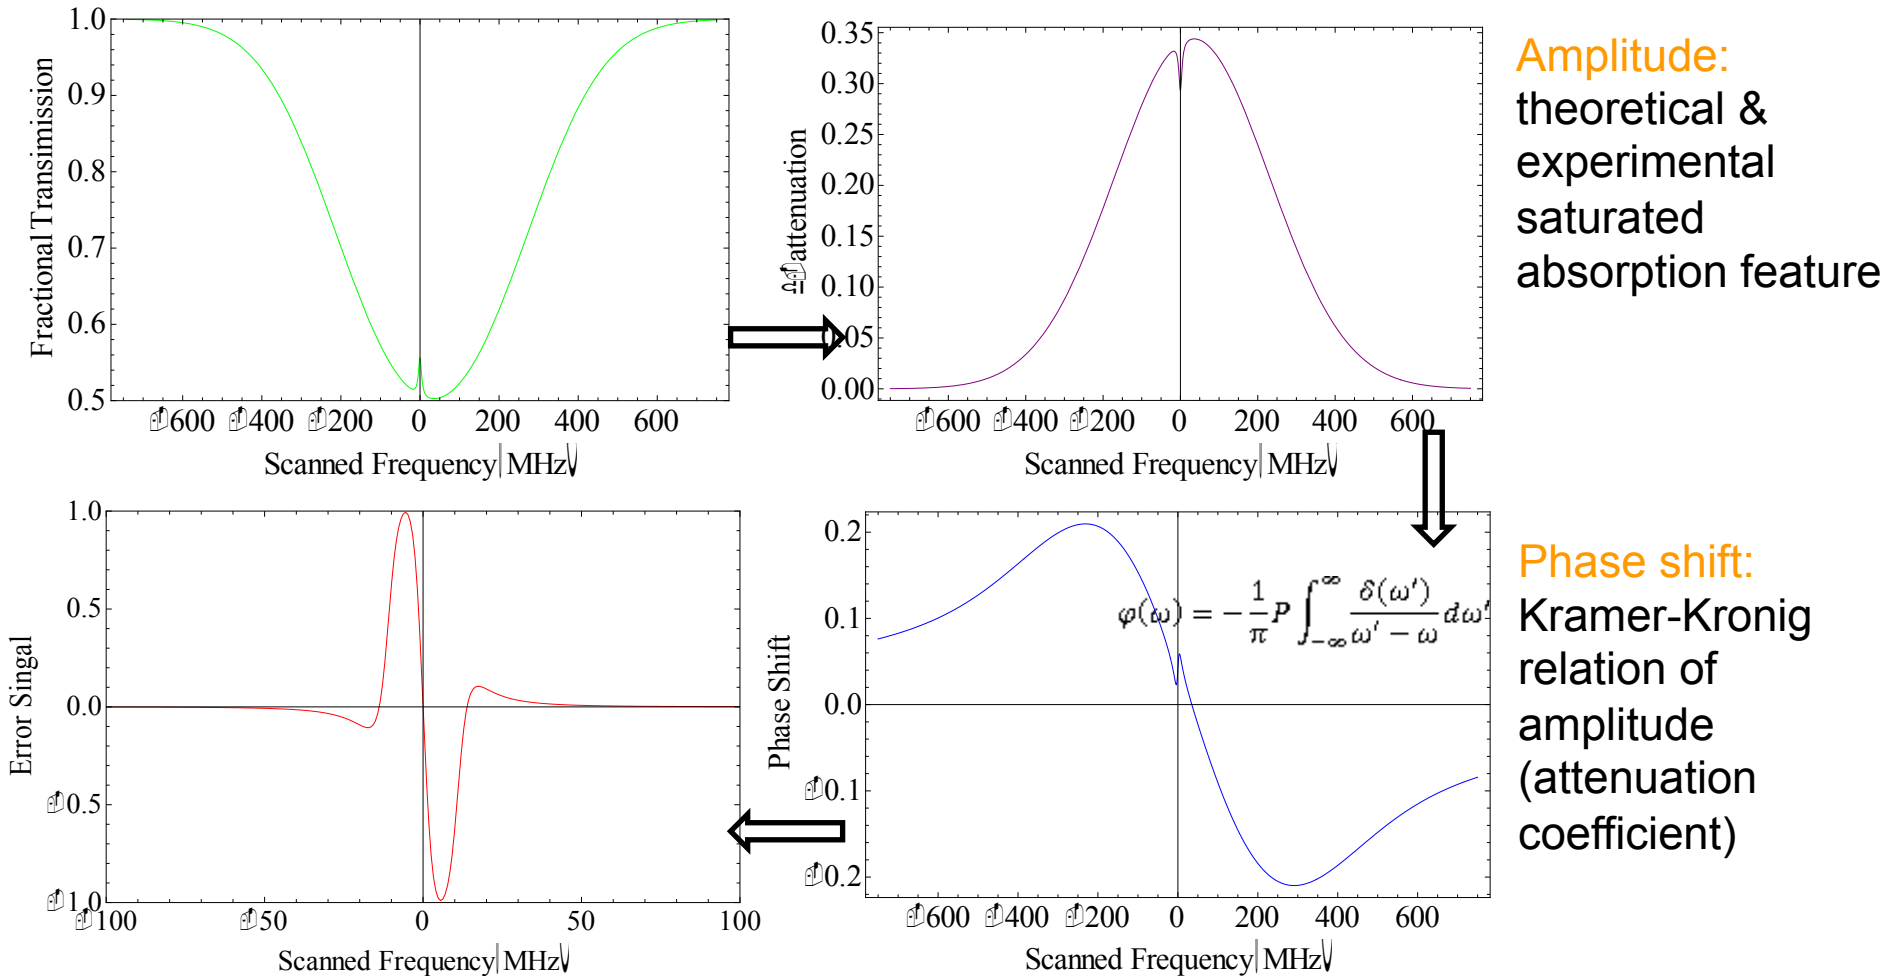 1.0
0.9
0.8
0.7
0.6
0.5
Fractional Transimission
600 400 200 0 200 400 600
Scanned Frequency MHz
0.35
0.30
0.25
0.20
0.15
0.10
0.05
0.00
attenuation
600 400 200 0 200 400 600
Scanned Frequency MHz
Amplitude:
theoretical &
experimental
saturated
absorption feature
1.0
0.5
0.0
0.5
1.0
Error Singal
100 50 0 50 100
Scanned Frequency MHz
0.2
0.1
0.0
0.1
0.2
Phase Shift
φ(ω) = −1/π P ∫_{−∞}^{∞} δ(ω′)/(ω′ − ω) dω′
600 400 200 0 200 400 600
Scanned Frequency MHz
Phase shift:
Kramer-Kronig
relation of
amplitude
(attenuation
coefficient)